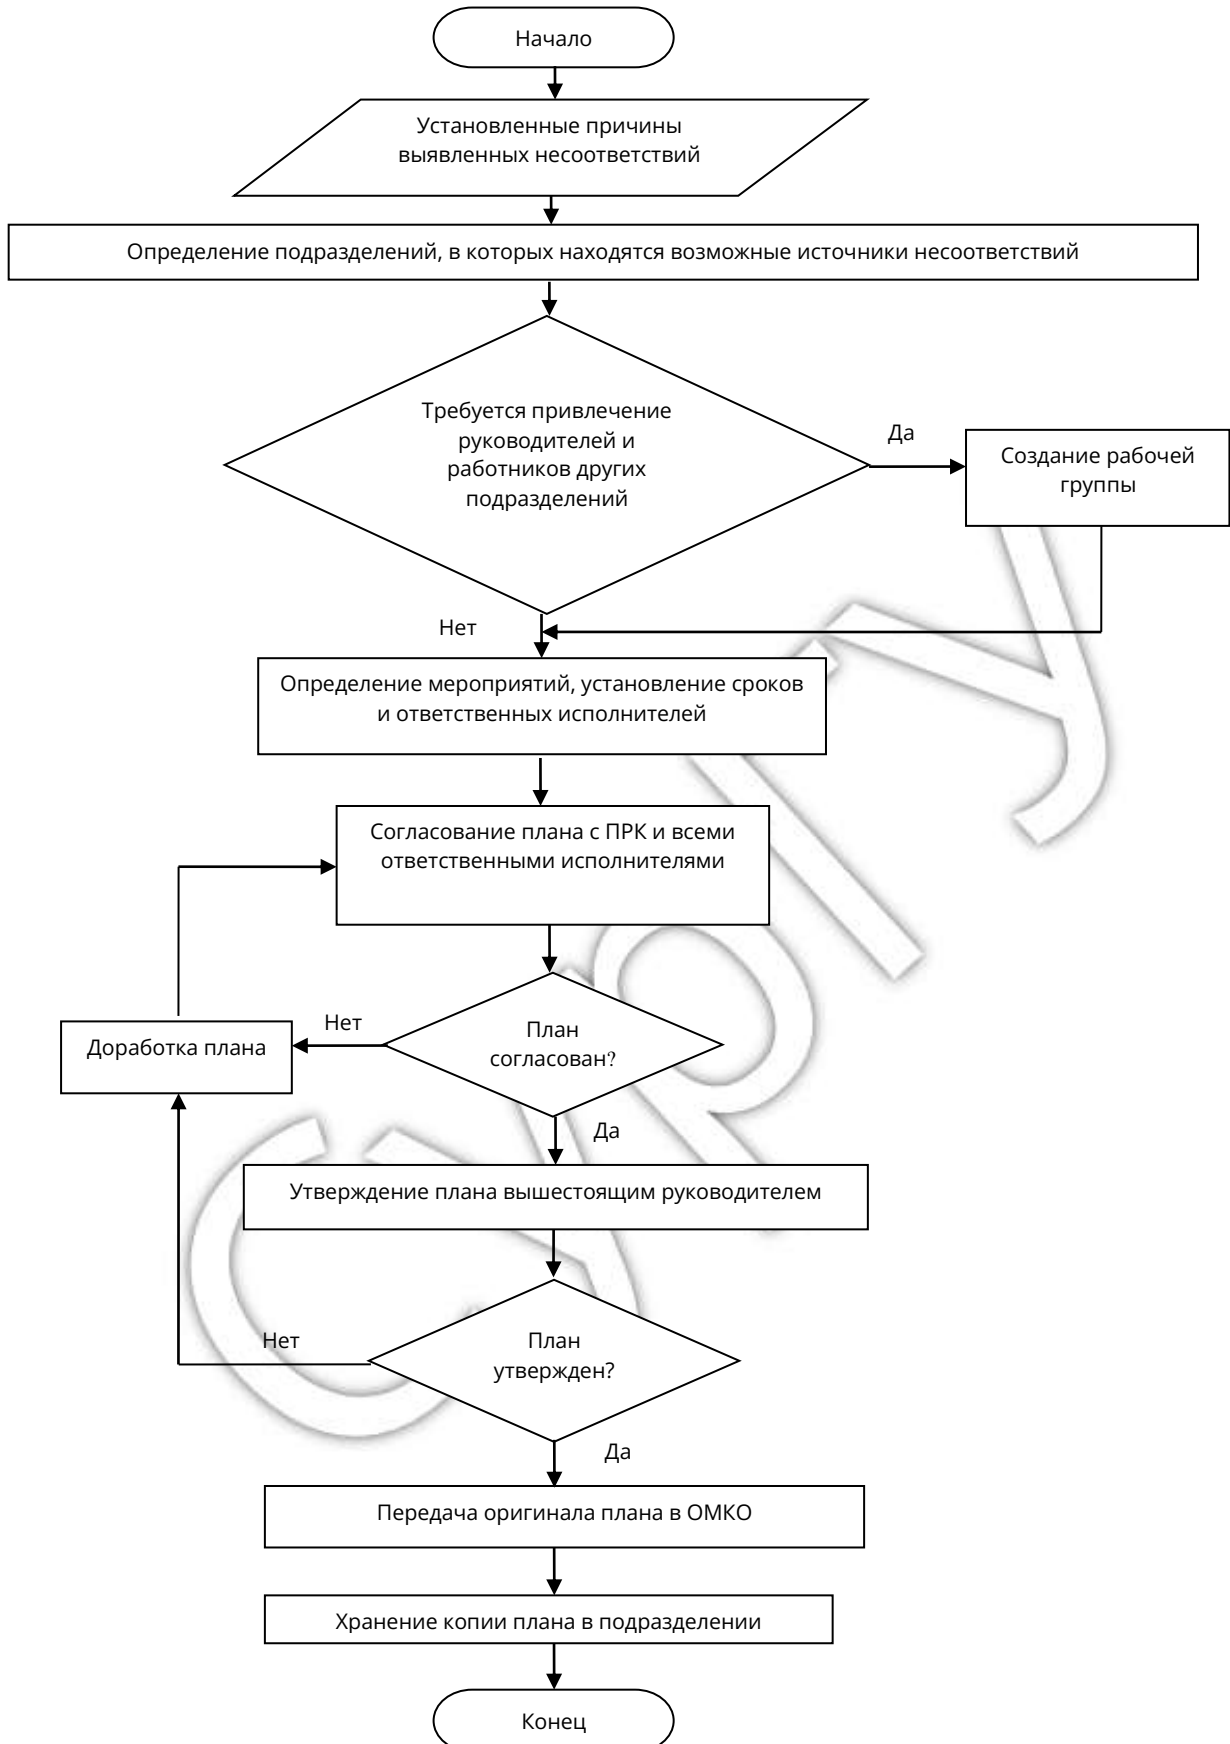 Начало
Установленные причины
выявленных несоответствий
Определение подразделений, в которых находятся возможные источники несоответствий
Требуется привлечение
руководителей и
работников других
подразделений
Да
Создание рабочей
группы
Нет
Определение мероприятий, установление сроков
и ответственных исполнителей
Согласование плана с ПРК и всеми
ответственными исполнителями
План
согласован?
Нет
Доработка плана
Да
Утверждение плана вышестоящим руководителем
План
утвержден?
Нет
Да
Передача оригинала плана в ОМКО
Хранение копии плана в подразделении
Конец
СурГУ